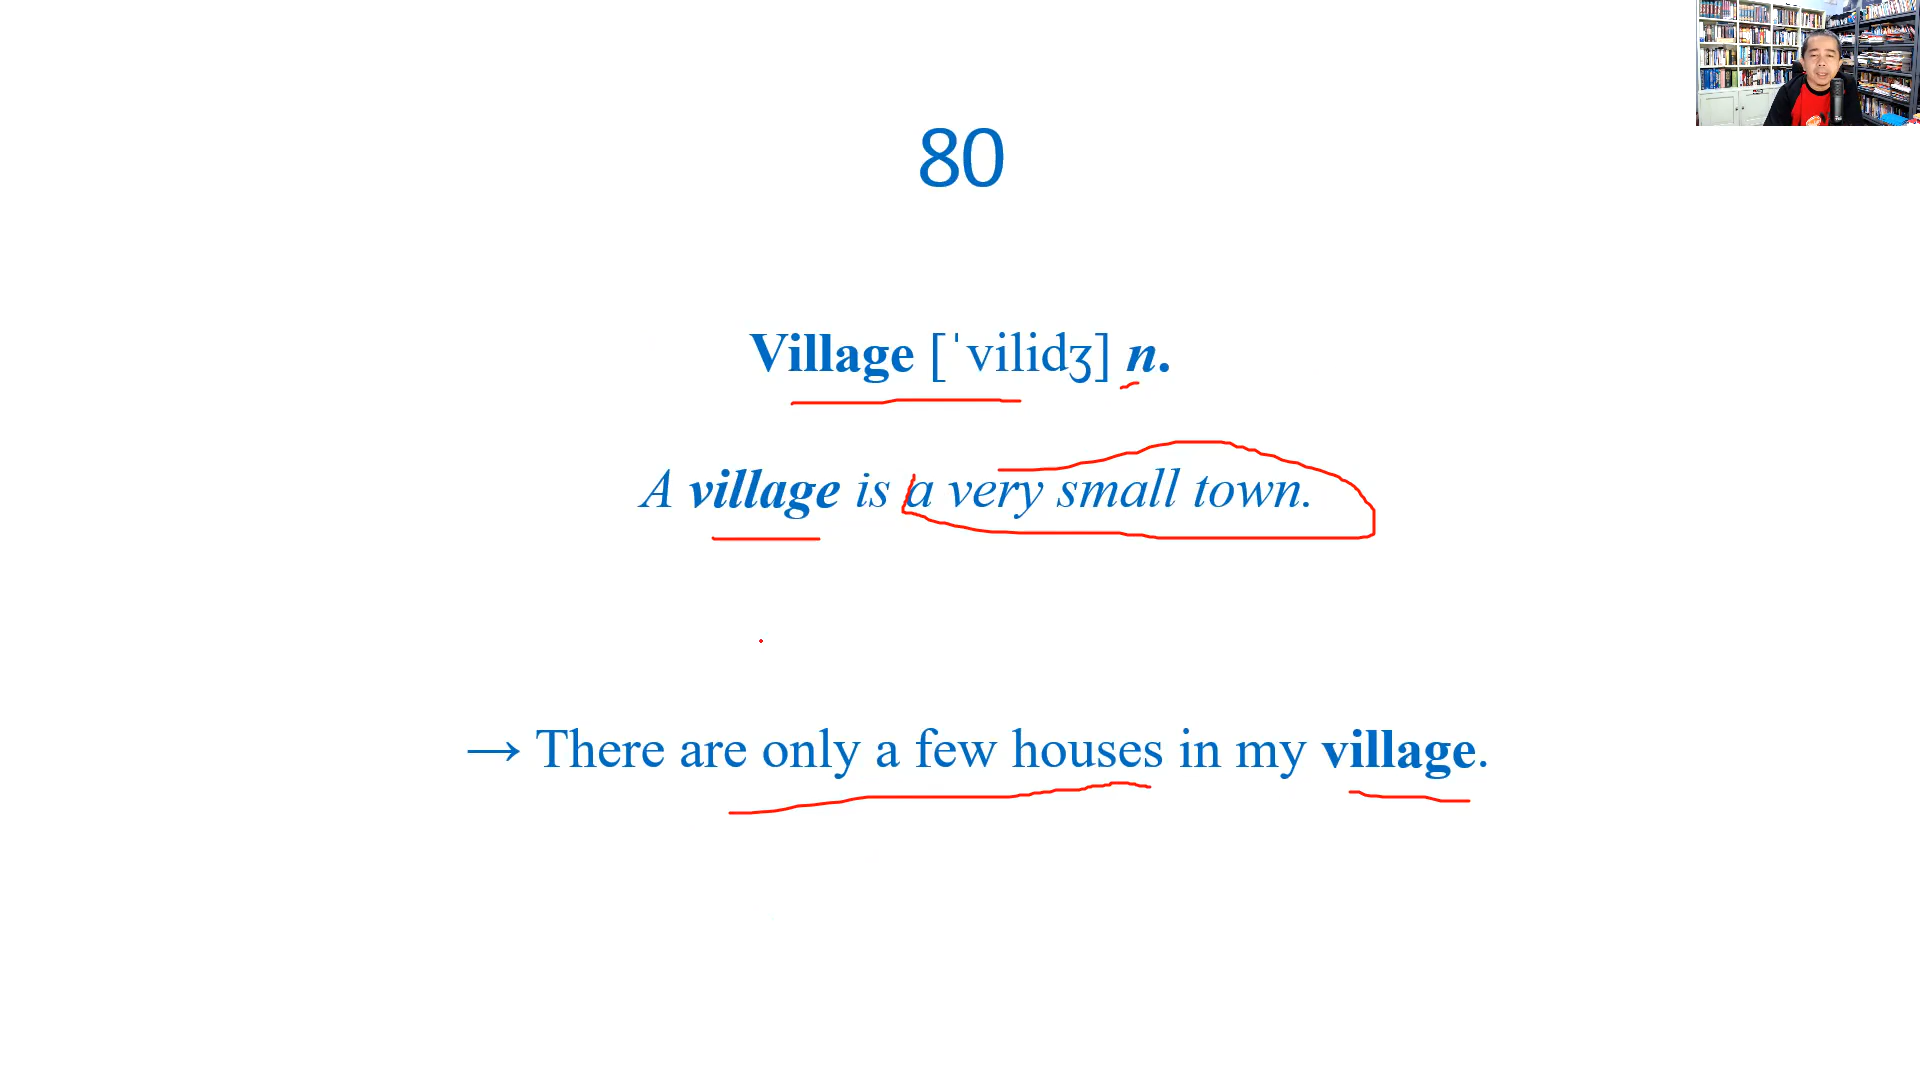 80
Village [ˈvilidʒ] n.
A village is a very small town.
→ There are only a few houses in my village.